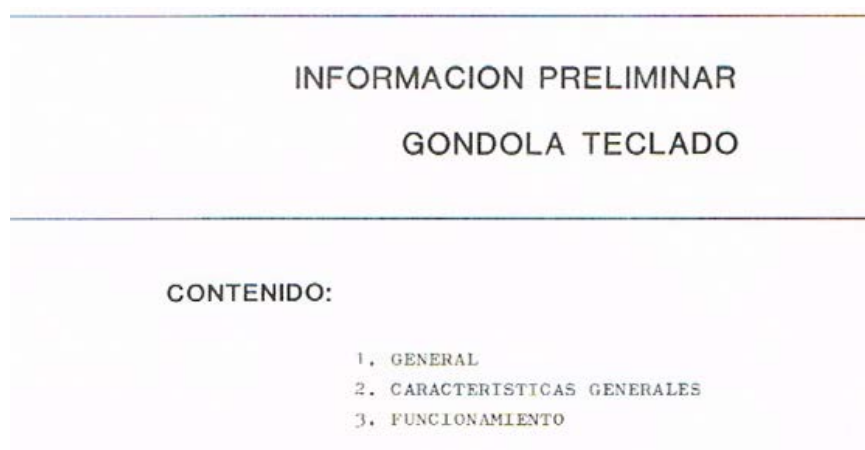 INFORMACION PRELIMINAR
GONDOLA TECLADO
CONTENIDO:
1. GENERAL
2. CARACTERISTICAS GENERALES
3. FUNCIONAMIENTO